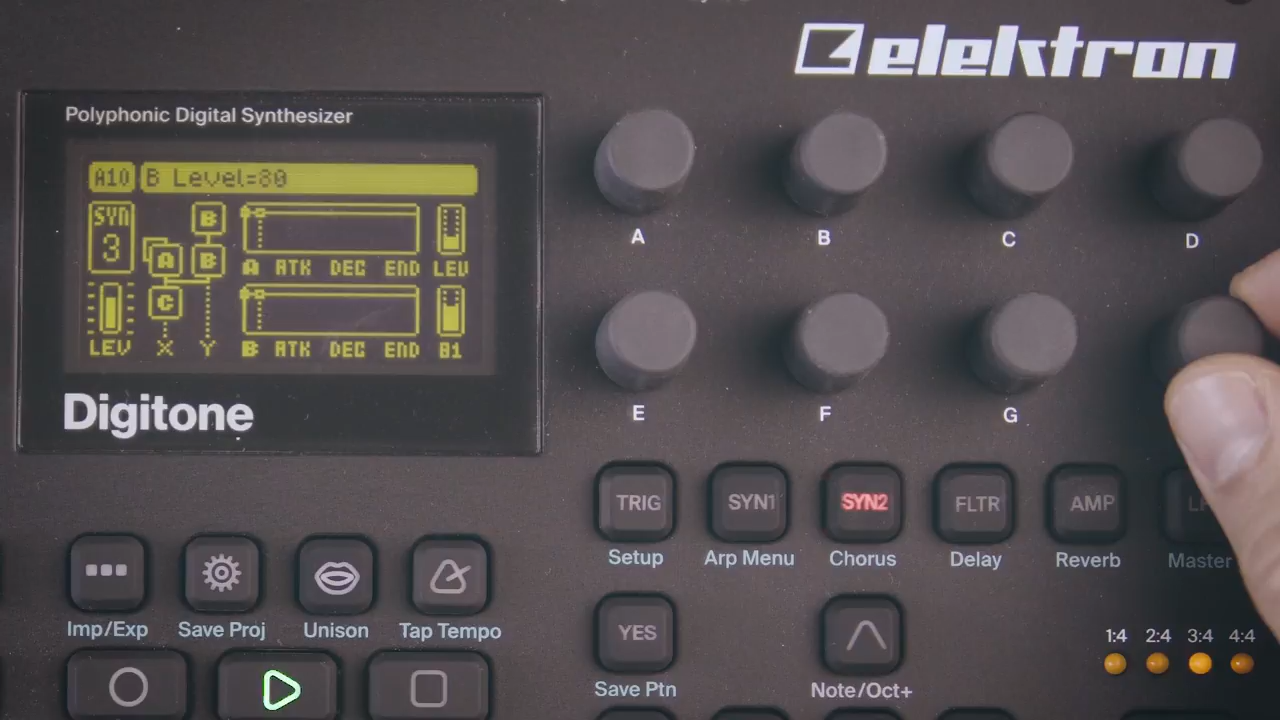 elektron
Polyphonic Digital Synthesizer
A10 B Level=80
SYN
3
B
A B
C
A ATK DEC END LEV
LEV X Y B ATK DEC END 81
Digitone
A B C D
E F G
TRIG SYN1 SYN2 FLTR AMP
Setup Arp Menu Chorus Delay Reverb Master
Imp/Exp Save Proj Unison Tap Tempo
YES
Save Ptn Note/Oct+
1:4 2:4 3:4 4:4